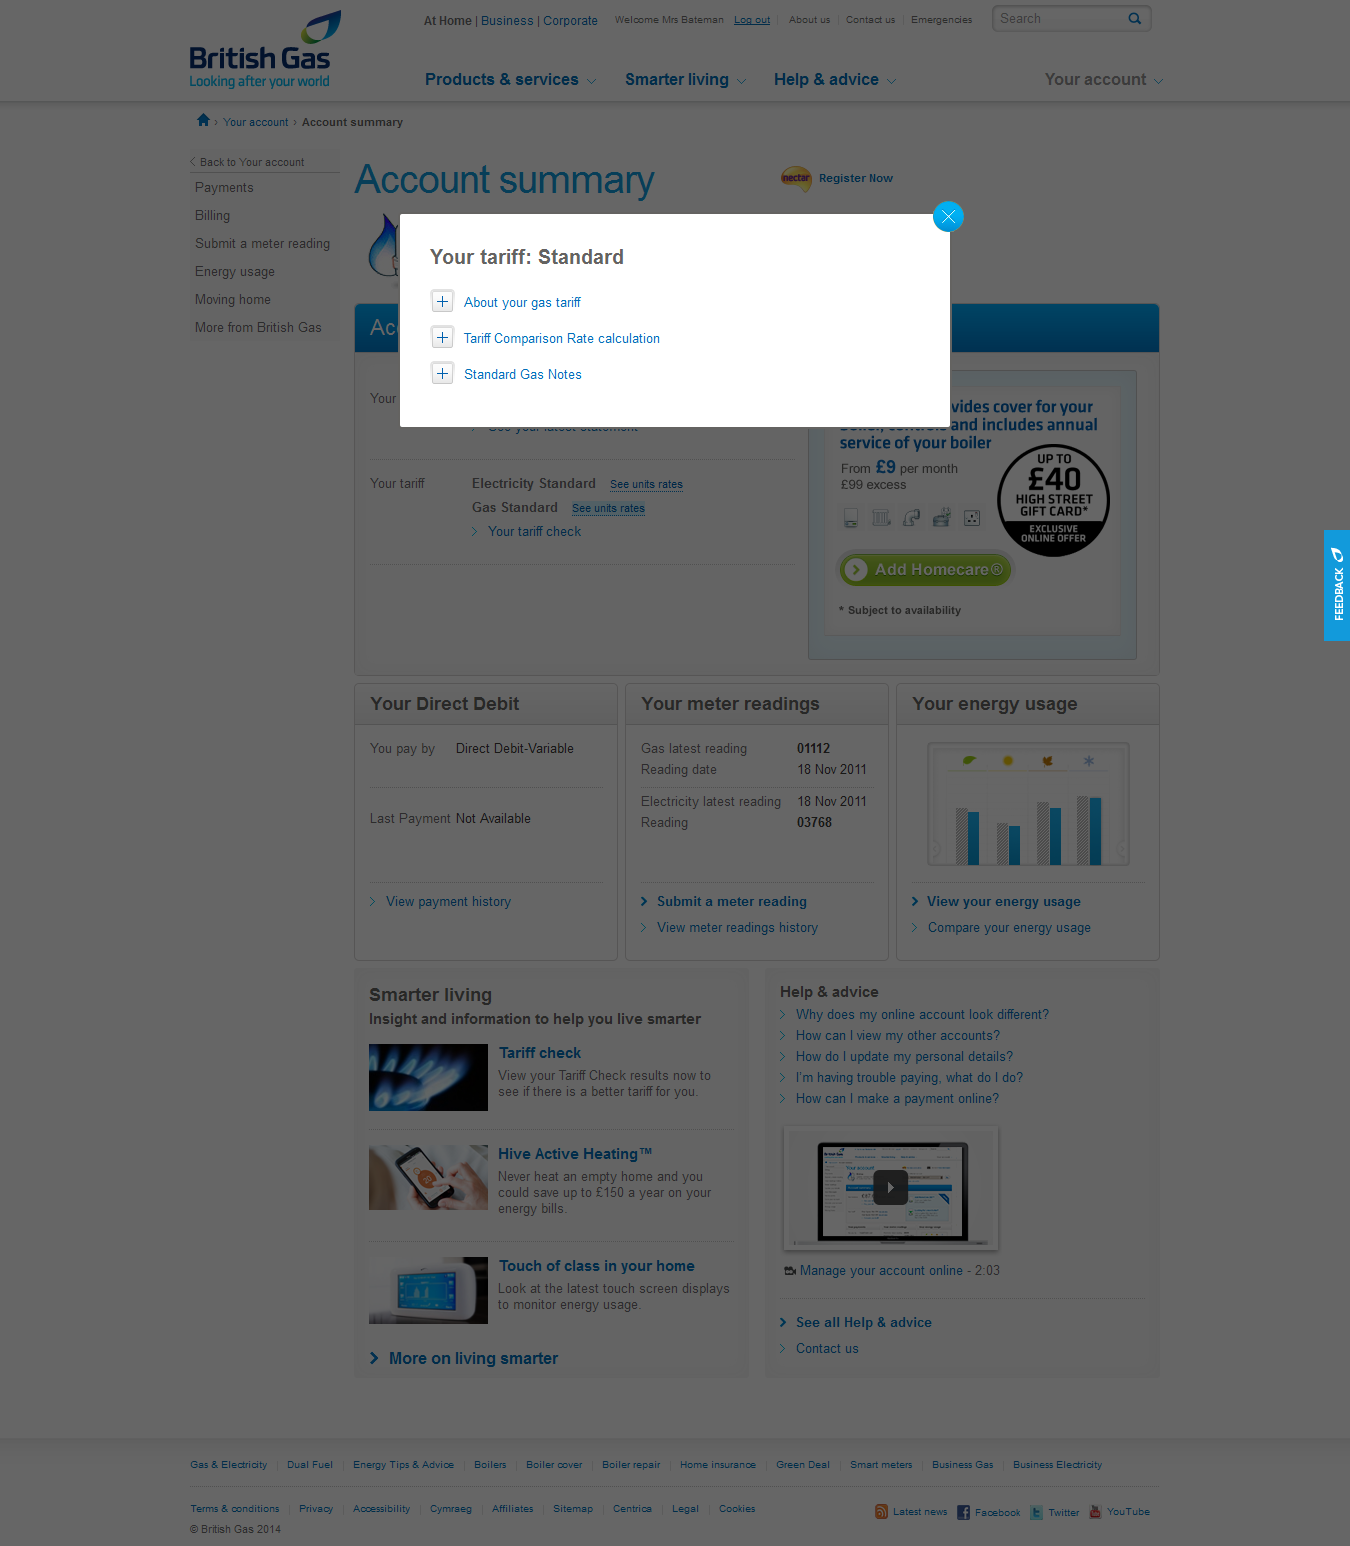 At Home | Business | Corporate
Welcome Mrs Bateman Log out About us Contact us Emergencies
Search
British Gas
Looking after your world
Products & services Smarter living Help & advice Your account
Your account Account summary
Back to Your account
Payments
Billing
Submit a meter reading
Energy usage
Moving home
More from British Gas
Account summary
nectar Register Now
Your tariff: Standard
About your gas tariff
Tariff Comparison Rate calculation
Standard Gas Notes
Your
See your latest statement
Your tariff
Electricity Standard See units rates
Gas Standard See units rates
Your tariff check
vides cover for your
and includes annual
service of your boiler
From £9 per month
£99 excess
UP TO
£40
HIGH STREET
GIFT CARD*
EXCLUSIVE
ONLINE OFFER
Add Homecare®
* Subject to availability
FEEDBACK
Your Direct Debit
You pay by Direct Debit-Variable
Last Payment Not Available
View payment history
Your meter readings
Gas latest reading 01112
Reading date 18 Nov 2011
Electricity latest reading 18 Nov 2011
Reading 03768
Submit a meter reading
View meter readings history
Your energy usage
View your energy usage
Compare your energy usage
Smarter living
Insight and information to help you live smarter
Tariff check
View your Tariff Check results now to
see if there is a better tariff for you.
Hive Active Heating™
Never heat an empty home and you
could save up to £150 a year on your
energy bills.
Touch of class in your home
Look at the latest touch screen displays
to monitor energy usage.
More on living smarter
Help & advice
Why does my online account look different?
How can I view my other accounts?
How do I update my personal details?
I'm having trouble paying, what do I do?
How can I make a payment online?
Manage your account online - 2:03
See all Help & advice
Contact us
Gas & Electricity Dual Fuel Energy Tips & Advice Boilers Boiler cover Boiler repair Home insurance Green Deal Smart meters Business Gas Business Electricity
Terms & conditions Privacy Accessibility Cymraeg Affiliates Sitemap Centrica Legal Cookies
Latest news Facebook Twitter YouTube
© British Gas 2014